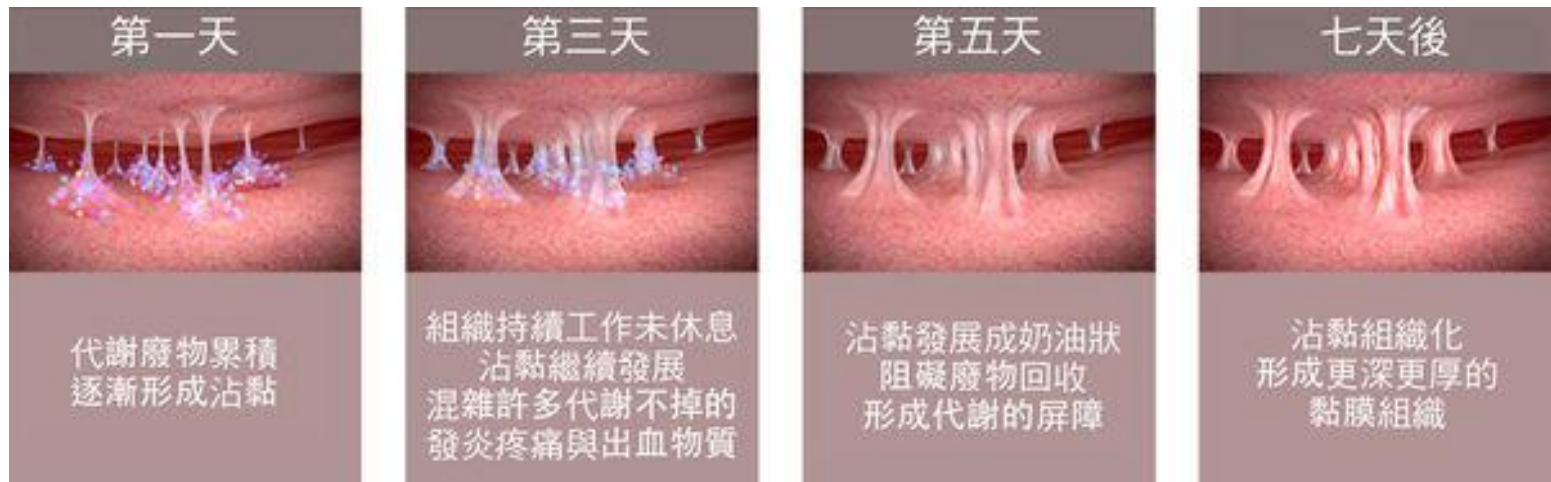 第一天
代謝廢物累積
逐漸形成沾黏
第三天
組織持續工作未休息
沾黏繼續發展
混雜許多代謝不掉的
發炎疼痛與出血物質
第五天
沾黏發展成奶油狀
阻礙廢物回收
形成代謝的屏障
七天後
沾黏組織化
形成更深更厚的
黏膜組織